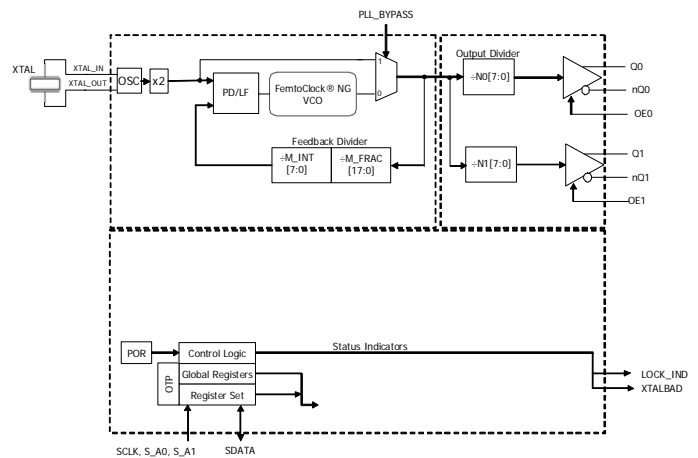 PLL_BYPASS
XTAL
XTAL_IN
XTAL_OUT
OSC
x2
PD/LF
FemtoClock® NG
VCO
1
0
Feedback Divider
÷M_INT
[7:0]
÷M_FRAC
[17:0]
Output Divider
÷N0[7:0]
÷N1[7:0]
Q0
nQ0
OE0
Q1
nQ1
OE1
POR
Control Logic
Status Indicators
OTP
Global Registers
Register Set
LOCK_IND
XTALBAD
SCLK, S_A0, S_A1
SDATA